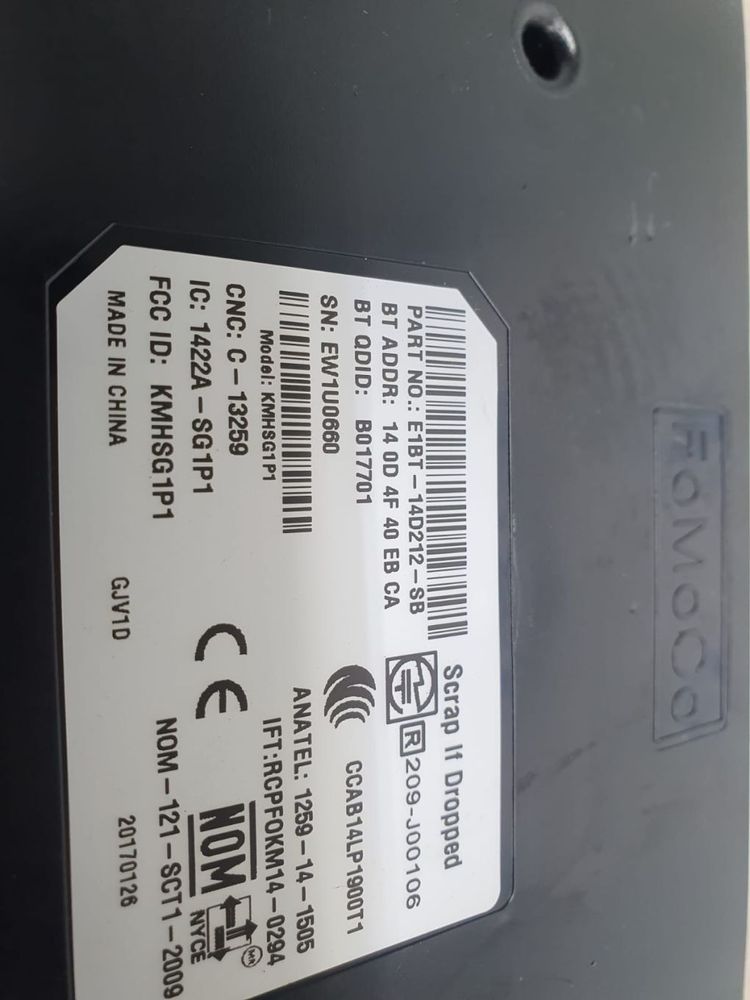 FoMoCo
PART NO.: E1BT-14D212-SB
BT ADDR: 14 0D 4F 40 EB CA
BT QDID: B017701
SN: EW1U0660
Model: KMHSG1P1
CNC: C-13259
IC: 1422A-SG1P1
FCC ID: KMHSG1P1
MADE IN CHINA
GJV1D
Scrap If Dropped
R 209-J00106
CCAB14LP1900T1
ANATEL: 1259-14-1505
IFT:RCPFOKM14-0294
CE
NOM
NYCE
MR
NOM-121-SCT1-2009
20170126